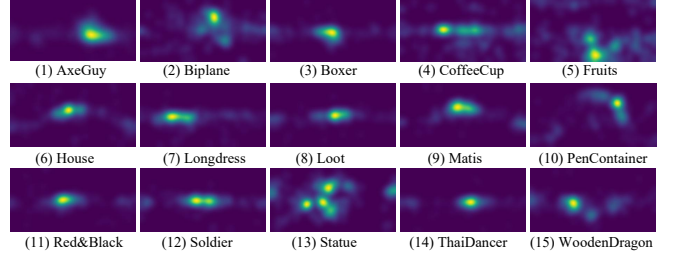 (1) AxeGuy (2) Biplane (3) Boxer (4) CoffeeCup (5) Fruits
(6) House (7) Longdress (8) Loot (9) Matis (10) PenContainer
(11) Red&Black (12) Soldier (13) Statue (14) ThaiDancer (15) WoodenDragon